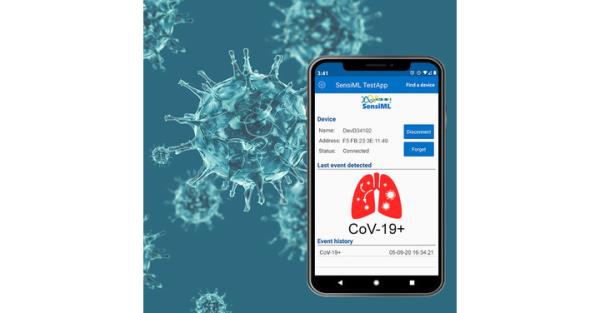 3:41
SensiML TestApp
Find a device
SensiML
Device
Name: DevD34102
Disconnect
Address: F5:FB:23:3E:11:49
Status: Connected
Forget
Last event detected
CoV-19+
Event history
CoV-19+ 05-09-20 16:34:21